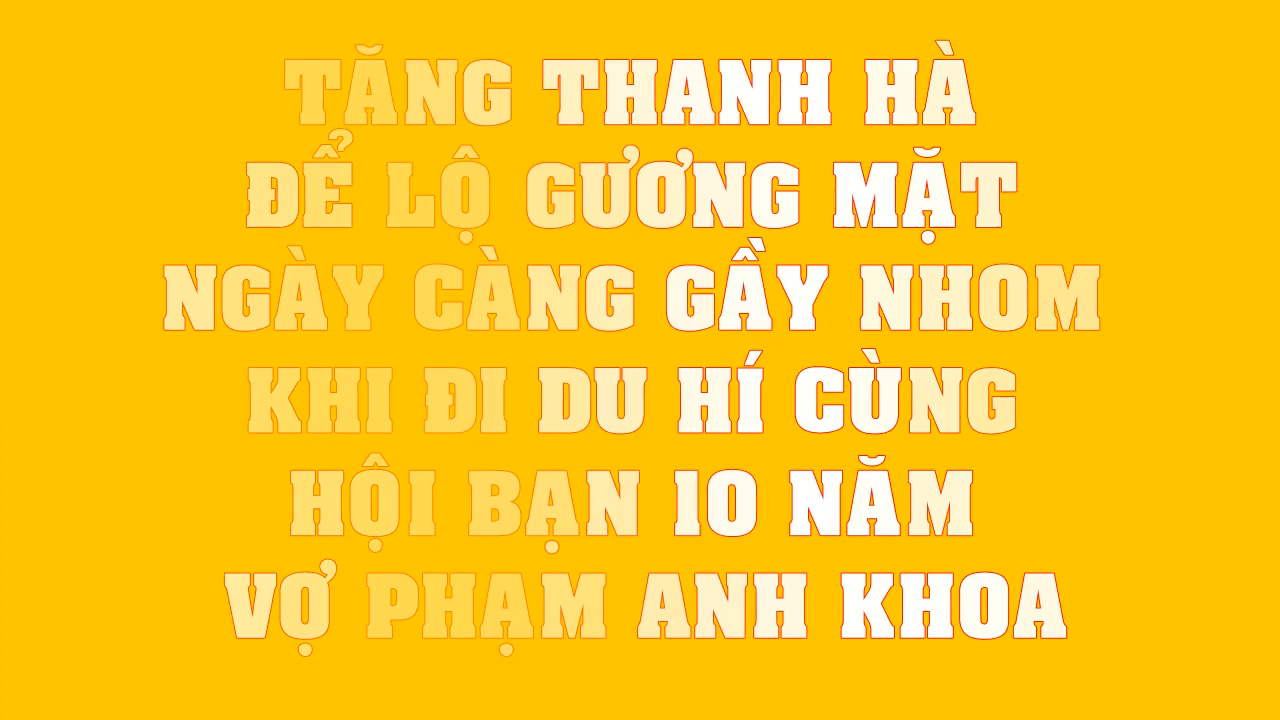 TĂNG THANH HÀ
ĐỂ LỘ GƯƠNG MẶT
NGÀY CÀNG GẦY NHOM
KHI ĐI DU HÍ CÙNG
HỘI BẠN 10 NĂM
VỢ PHẠM ANH KHOA